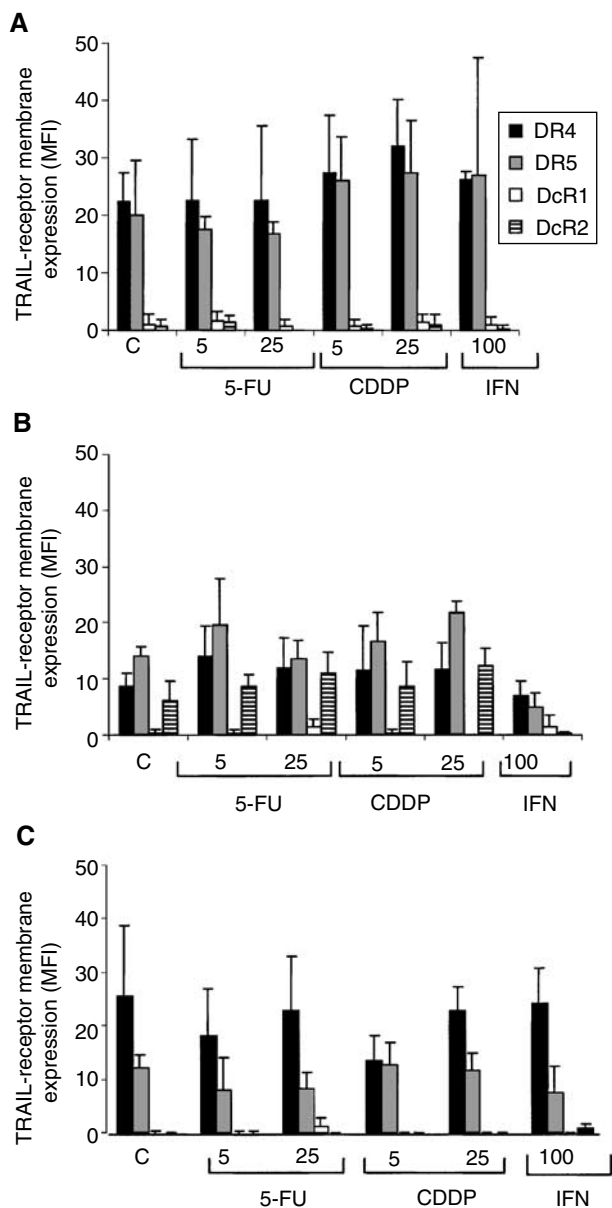 A
TRAIL-receptor membrane
expression (MFI)
50
40
30
20
10
0
DR4
DR5
DcR1
DcR2
C 5 25 5 25 100
5-FU CDDP IFN
B
TRAIL-receptor membrane
expression (MFI)
50
40
30
20
10
0
C 5 25 5 25 100
5-FU CDDP IFN
C
TRAIL-receptor membrane
expression (MFI)
50
40
30
20
10
0
C 5 25 5 25 100
5-FU CDDP IFN